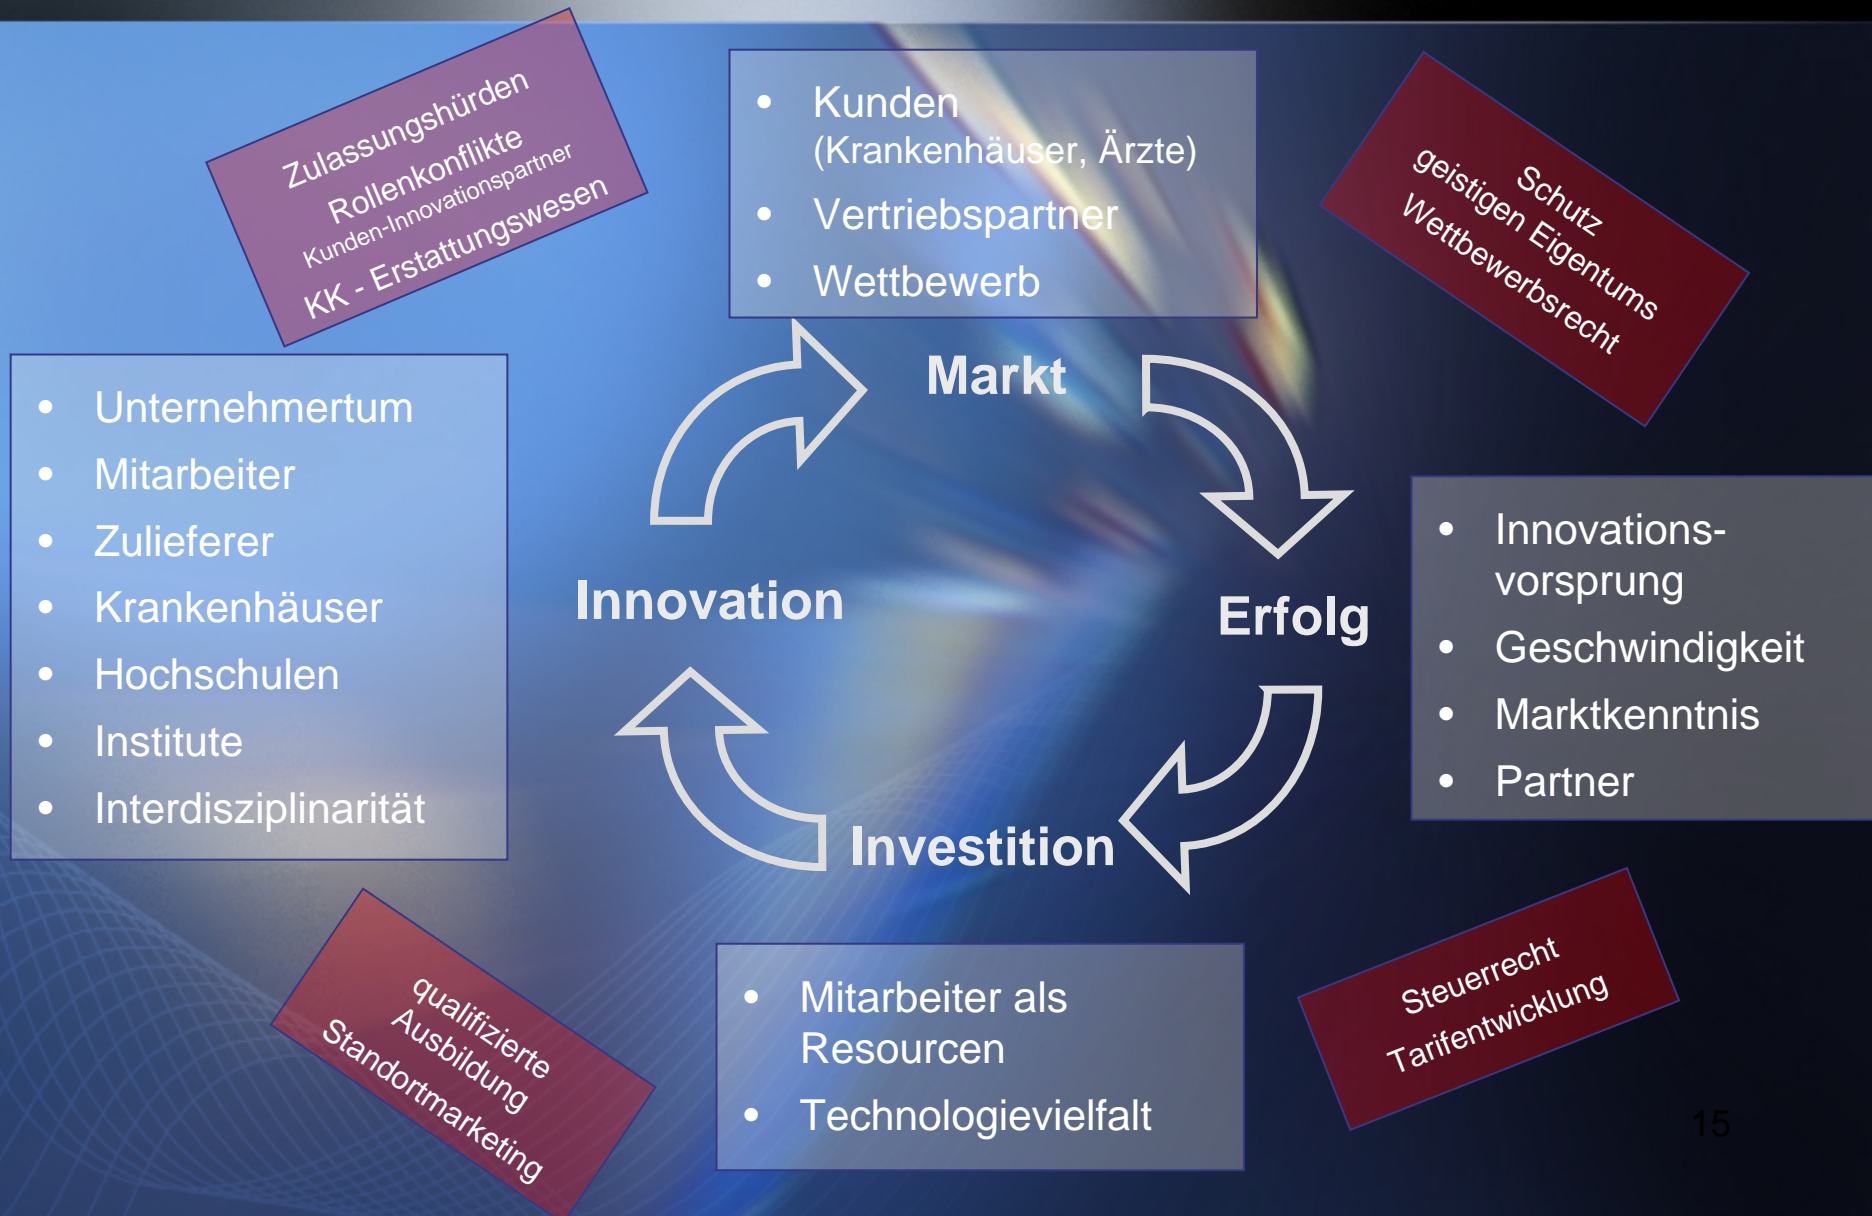 Zulassungshürden
Rollenkonflikte
Kunden-Innovationspartner
KK - Erstattungswesen
• Kunden
(Krankenhäuser, Ärzte)
• Vertriebspartner
• Wettbewerb
Schutz
geistigen Eigentums
Wettbewerbsrecht
• Unternehmertum
• Mitarbeiter
• Zulieferer
• Krankenhäuser
• Hochschulen
• Institute
• Interdisziplinarität
Markt
Innovation
Erfolg
Investition
• Innovations-
vorsprung
• Geschwindigkeit
• Marktkenntnis
• Partner
qualifizierte
Ausbildung
Standortmarketing
• Mitarbeiter als
Resourcen
• Technologievielfalt
Steuerrecht
Tarifentwicklung
15